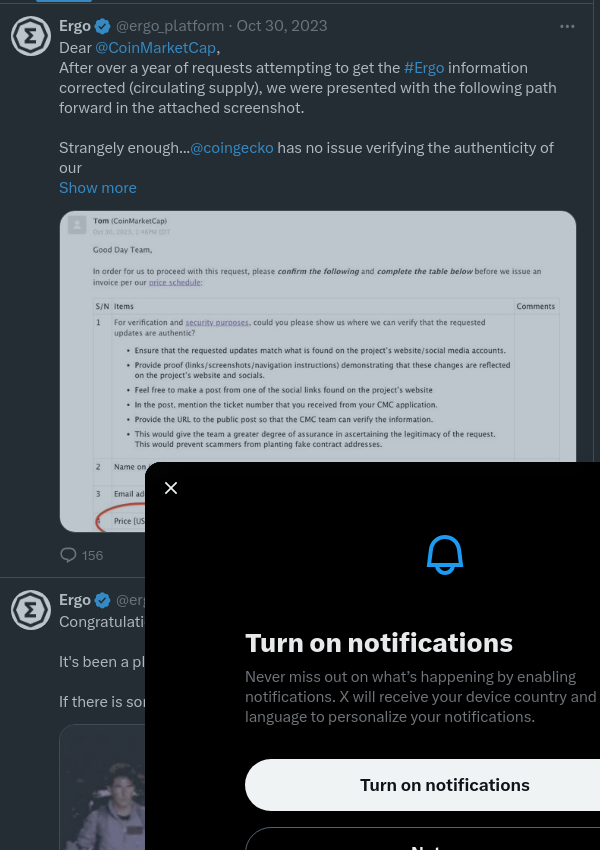 Ergo @ergo_platform · Oct 30, 2023
Dear @CoinMarketCap,
After over a year of requests attempting to get the #Ergo information
corrected (circulating supply), we were presented with the following path
forward in the attached screenshot.
Strangely enough...@coingecko has no issue verifying the authenticity of
our
Show more
Tom (CoinMarketCap)
Oct 30, 2023, 1:48PM EDT
Good Day Team,
In order for us to proceed with this request, please confirm the following and complete the table below before we issue an
invoice per our price schedule:
S/N Items Comments
1 For verification and security purposes, could you please show us where we can verify that the requested
updates are authentic?
• Ensure that the requested updates match what is found on the project's website/social media accounts.
• Provide proof (links/screenshots/navigation instructions) demonstrating that these changes are reflected
on the project's website and socials.
• Feel free to make a post from one of the social links found on the project's website
• In the post, mention the ticket number that you received from your CMC application.
• Provide the URL to the public post so that the CMC team can verify the information.
• This would give the team a greater degree of assurance in ascertaining the legitimacy of the request.
This would prevent scammers from planting fake contract addresses.
2 Name on
3 Email ad
Price (US
156
Ergo @erg
Congratulati
It's been a pl
If there is so
Turn on notifications
Never miss out on what's happening by enabling
notifications. X will receive your device country and
language to personalize your notifications.
Turn on notifications